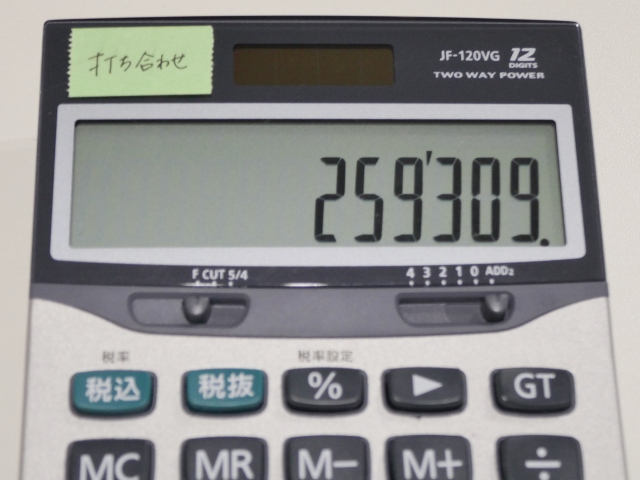 打ち合わせ
JF-120VG 12
DIGITS
TWO WAY POWER
259'309.
F CUT 5/4
4 3 2 1 0 ADD2
税率 税率設定
税込 税抜 % ▶ GT
MC MR M− M+ ÷